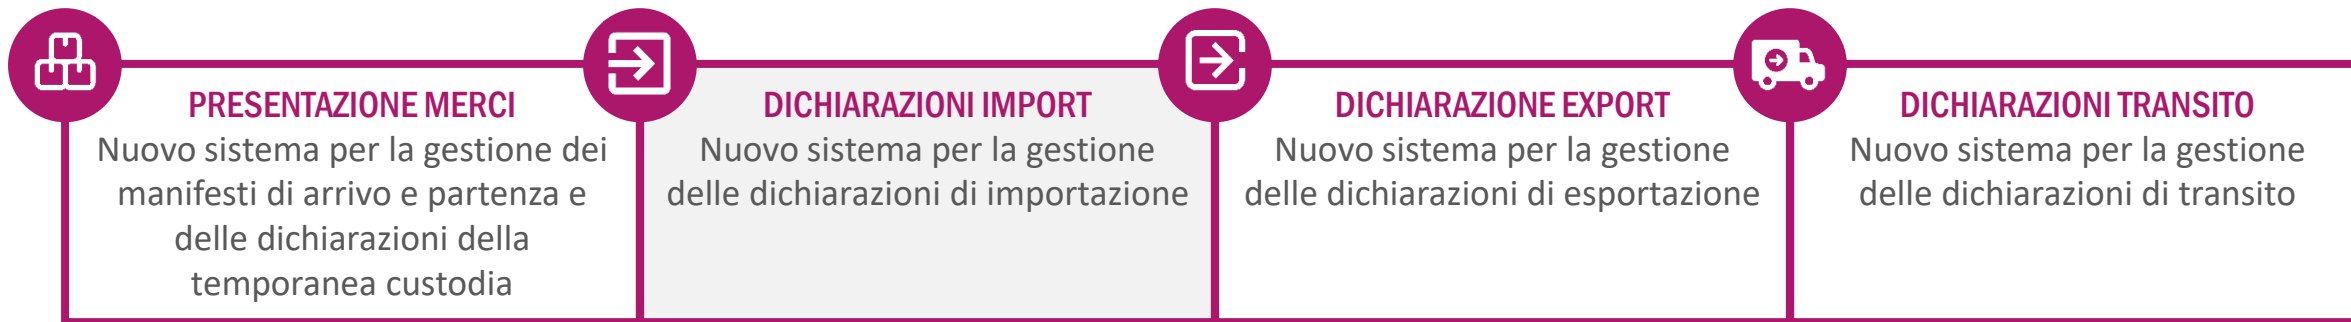 PRESENTAZIONE MERCI
Nuovo sistema per la gestione dei
manifesti di arrivo e partenza e
delle dichiarazioni della
temporanea custodia
DICHIARAZIONI IMPORT
Nuovo sistema per la gestione
delle dichiarazioni di importazione
DICHIARAZIONE EXPORT
Nuovo sistema per la gestione
delle dichiarazioni di esportazione
DICHIARAZIONI TRANSITO
Nuovo sistema per la gestione
delle dichiarazioni di transito